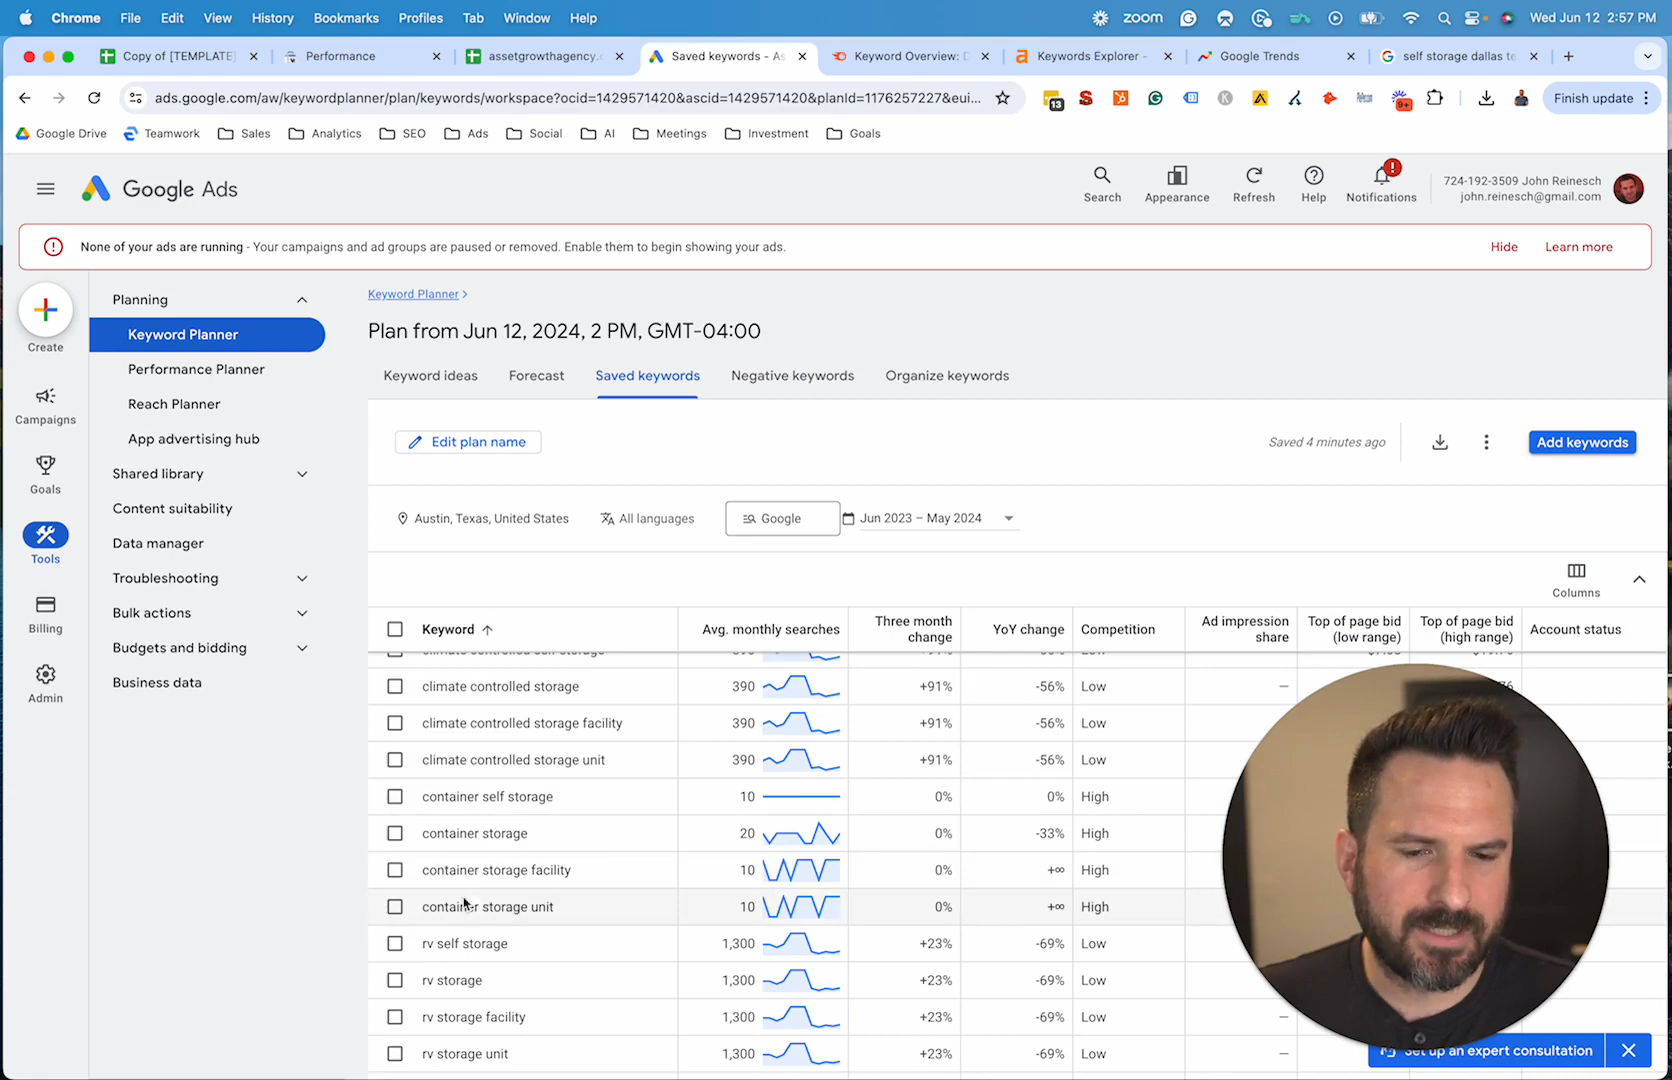 Chrome File Edit View History Bookmarks Profiles Tab Window Help zoom Wed Jun 12 2:57 PM
Copy of [TEMPLATE] Performance assetgrowthagency. Saved keywords - As Keyword Overview: D Keywords Explorer - Google Trends self storage dallas te
ads.google.com/aw/keywordplanner/plan/keywords/workspace?ocid=1429571420&ascid=1429571420&planId=1176257227&eui... 13 9+ Finish update
Google Drive Teamwork Sales Analytics SEO Ads Social AI Meetings Investment Goals
Google Ads Search Appearance Refresh Help Notifications
724-192-3509 John Reinesch
john.reinesch@gmail.com
None of your ads are running - Your campaigns and ad groups are paused or removed. Enable them to begin showing your ads. Hide Learn more
Create
Campaigns
Goals
Tools
Billing
Admin
Planning
Keyword Planner
Performance Planner
Reach Planner
App advertising hub
Shared library
Content suitability
Data manager
Troubleshooting
Bulk actions
Budgets and bidding
Business data
Keyword Planner >
Plan from Jun 12, 2024, 2 PM, GMT-04:00
Keyword ideas Forecast Saved keywords Negative keywords Organize keywords
Edit plan name Saved 4 minutes ago Add keywords
Austin, Texas, United States All languages Google Jun 2023 – May 2024
Columns
Keyword Avg. monthly searches Three month change YoY change Competition Ad impression share Top of page bid (low range) Top of page bid (high range) Account status
climate controlled self storage
climate controlled storage 390 +91% -56% Low —
climate controlled storage facility 390 +91% -56% Low
climate controlled storage unit 390 +91% -56% Low
container self storage 10 0% 0% High
container storage 20 0% -33% High
container storage facility 10 0% +∞ High
container storage unit 10 0% +∞ High
rv self storage 1,300 +23% -69% Low
rv storage 1,300 +23% -69% Low
rv storage facility 1,300 +23% -69% Low —
rv storage unit 1,300 +23% -69% Low —
Set up an expert consultation